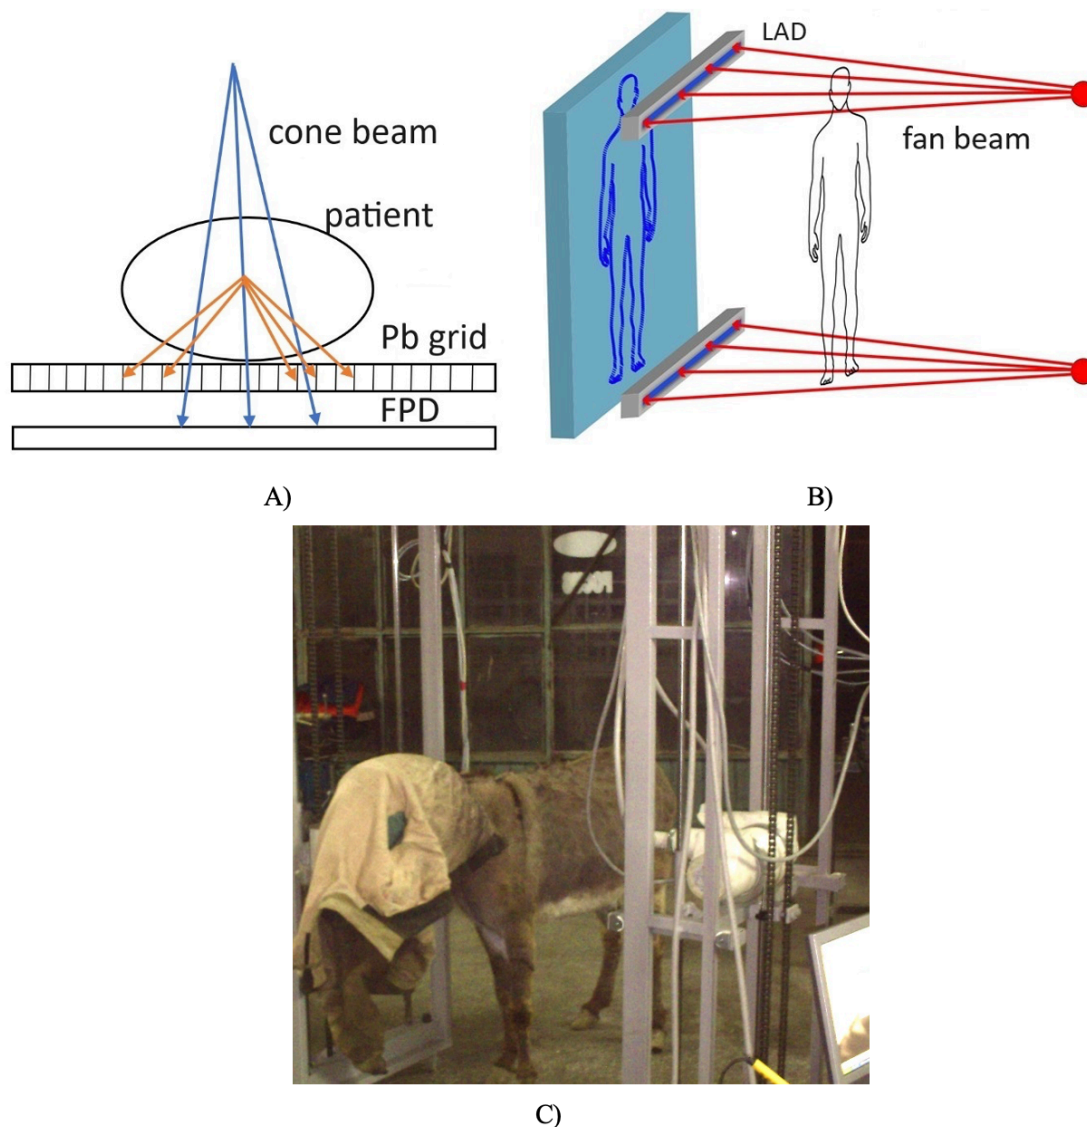 cone beam
patient
Pb grid
FPD
A)
LAD
fan beam
B)
C)